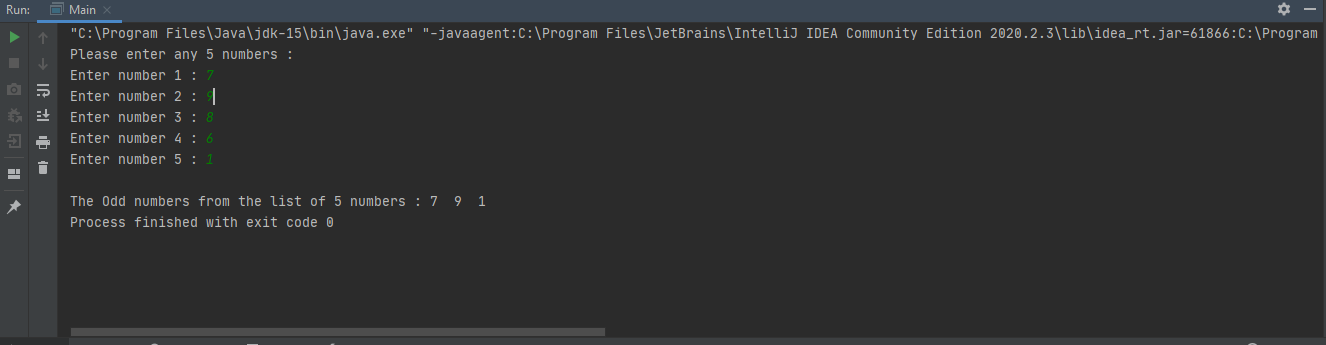 Run: Main
"C:\Program Files\Java\jdk-15\bin\java.exe" "-javaagent:C:\Program Files\JetBrains\IntelliJ IDEA Community Edition 2020.2.3\lib\idea_rt.jar=61866:C:\Program
Please enter any 5 numbers :
Enter number 1 : 7
Enter number 2 : 9
Enter number 3 : 8
Enter number 4 : 6
Enter number 5 : 1
The Odd numbers from the list of 5 numbers : 7  9  1
Process finished with exit code 0